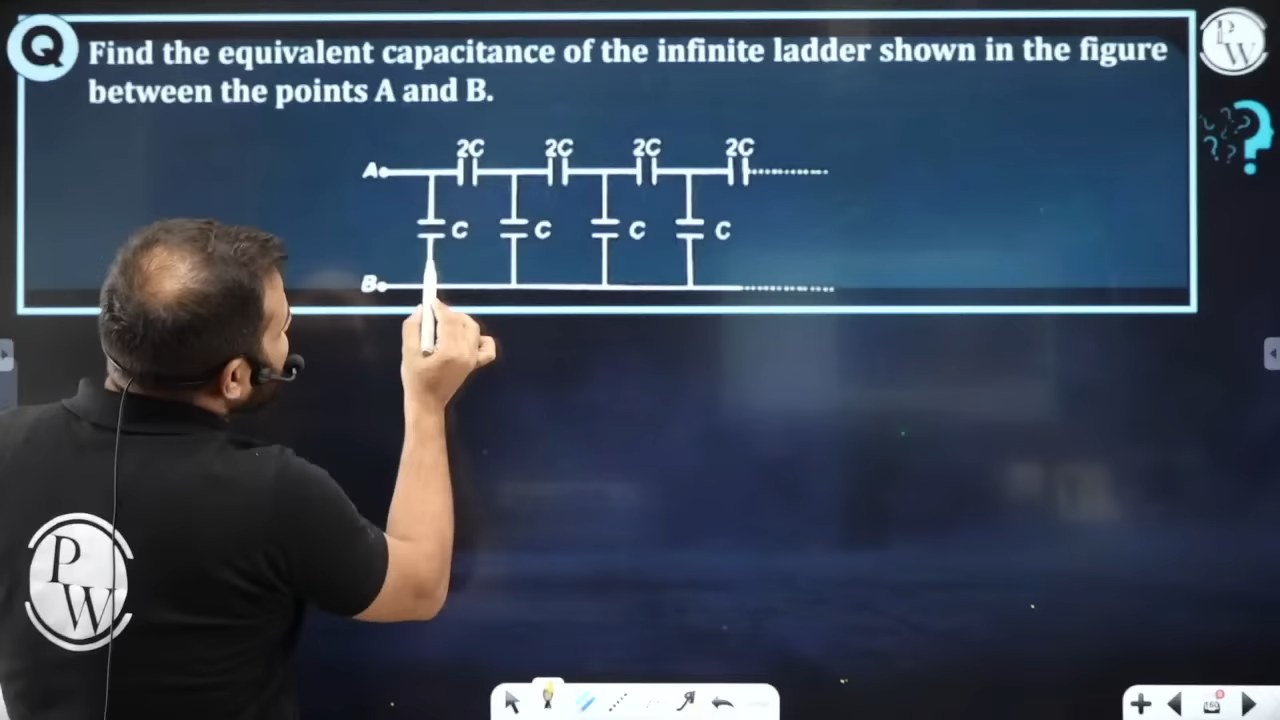 Q Find the equivalent capacitance of the infinite ladder shown in the figure
between the points A and B.
P
W
2C 2C 2C 2C
A
C C C C
B
P
W